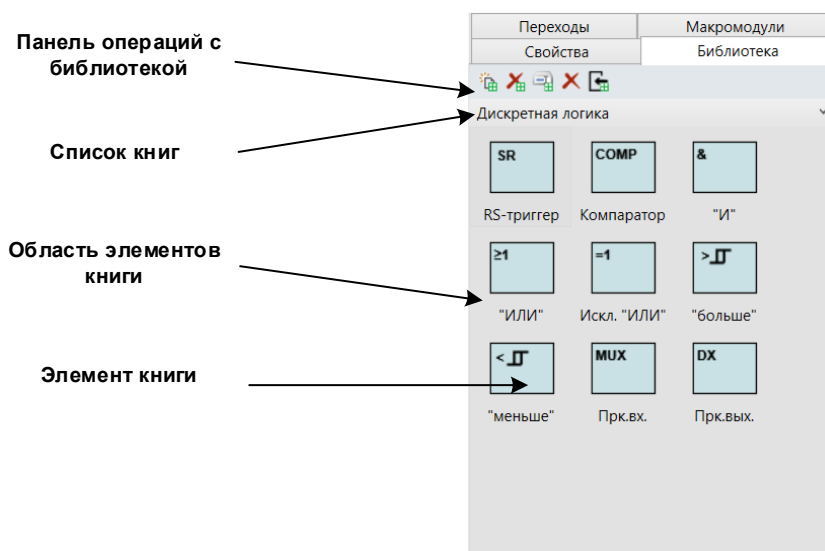 Переходы Макромодули
Свойства Библиотека
Панель операций с
библиотекой
Дискретная логика
Список книг
SR COMP &
RS-триггер Компаратор "И"
Область элементов
книги
≥1 =1 >
"ИЛИ" Искл. "ИЛИ" "больше"
Элемент книги
< MUX DX
"меньше" Прк.вх. Прк.вых.